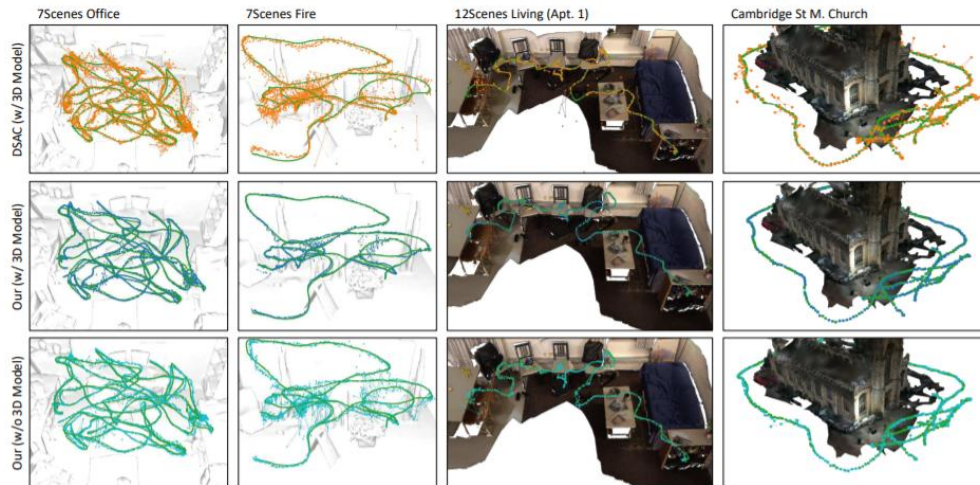 7Scenes Office
7Scenes Fire
12Scenes Living (Apt. 1)
Cambridge St M. Church
DSAC (w/ 3D Model)
Our (w/ 3D Model)
Our (w/o 3D Model)